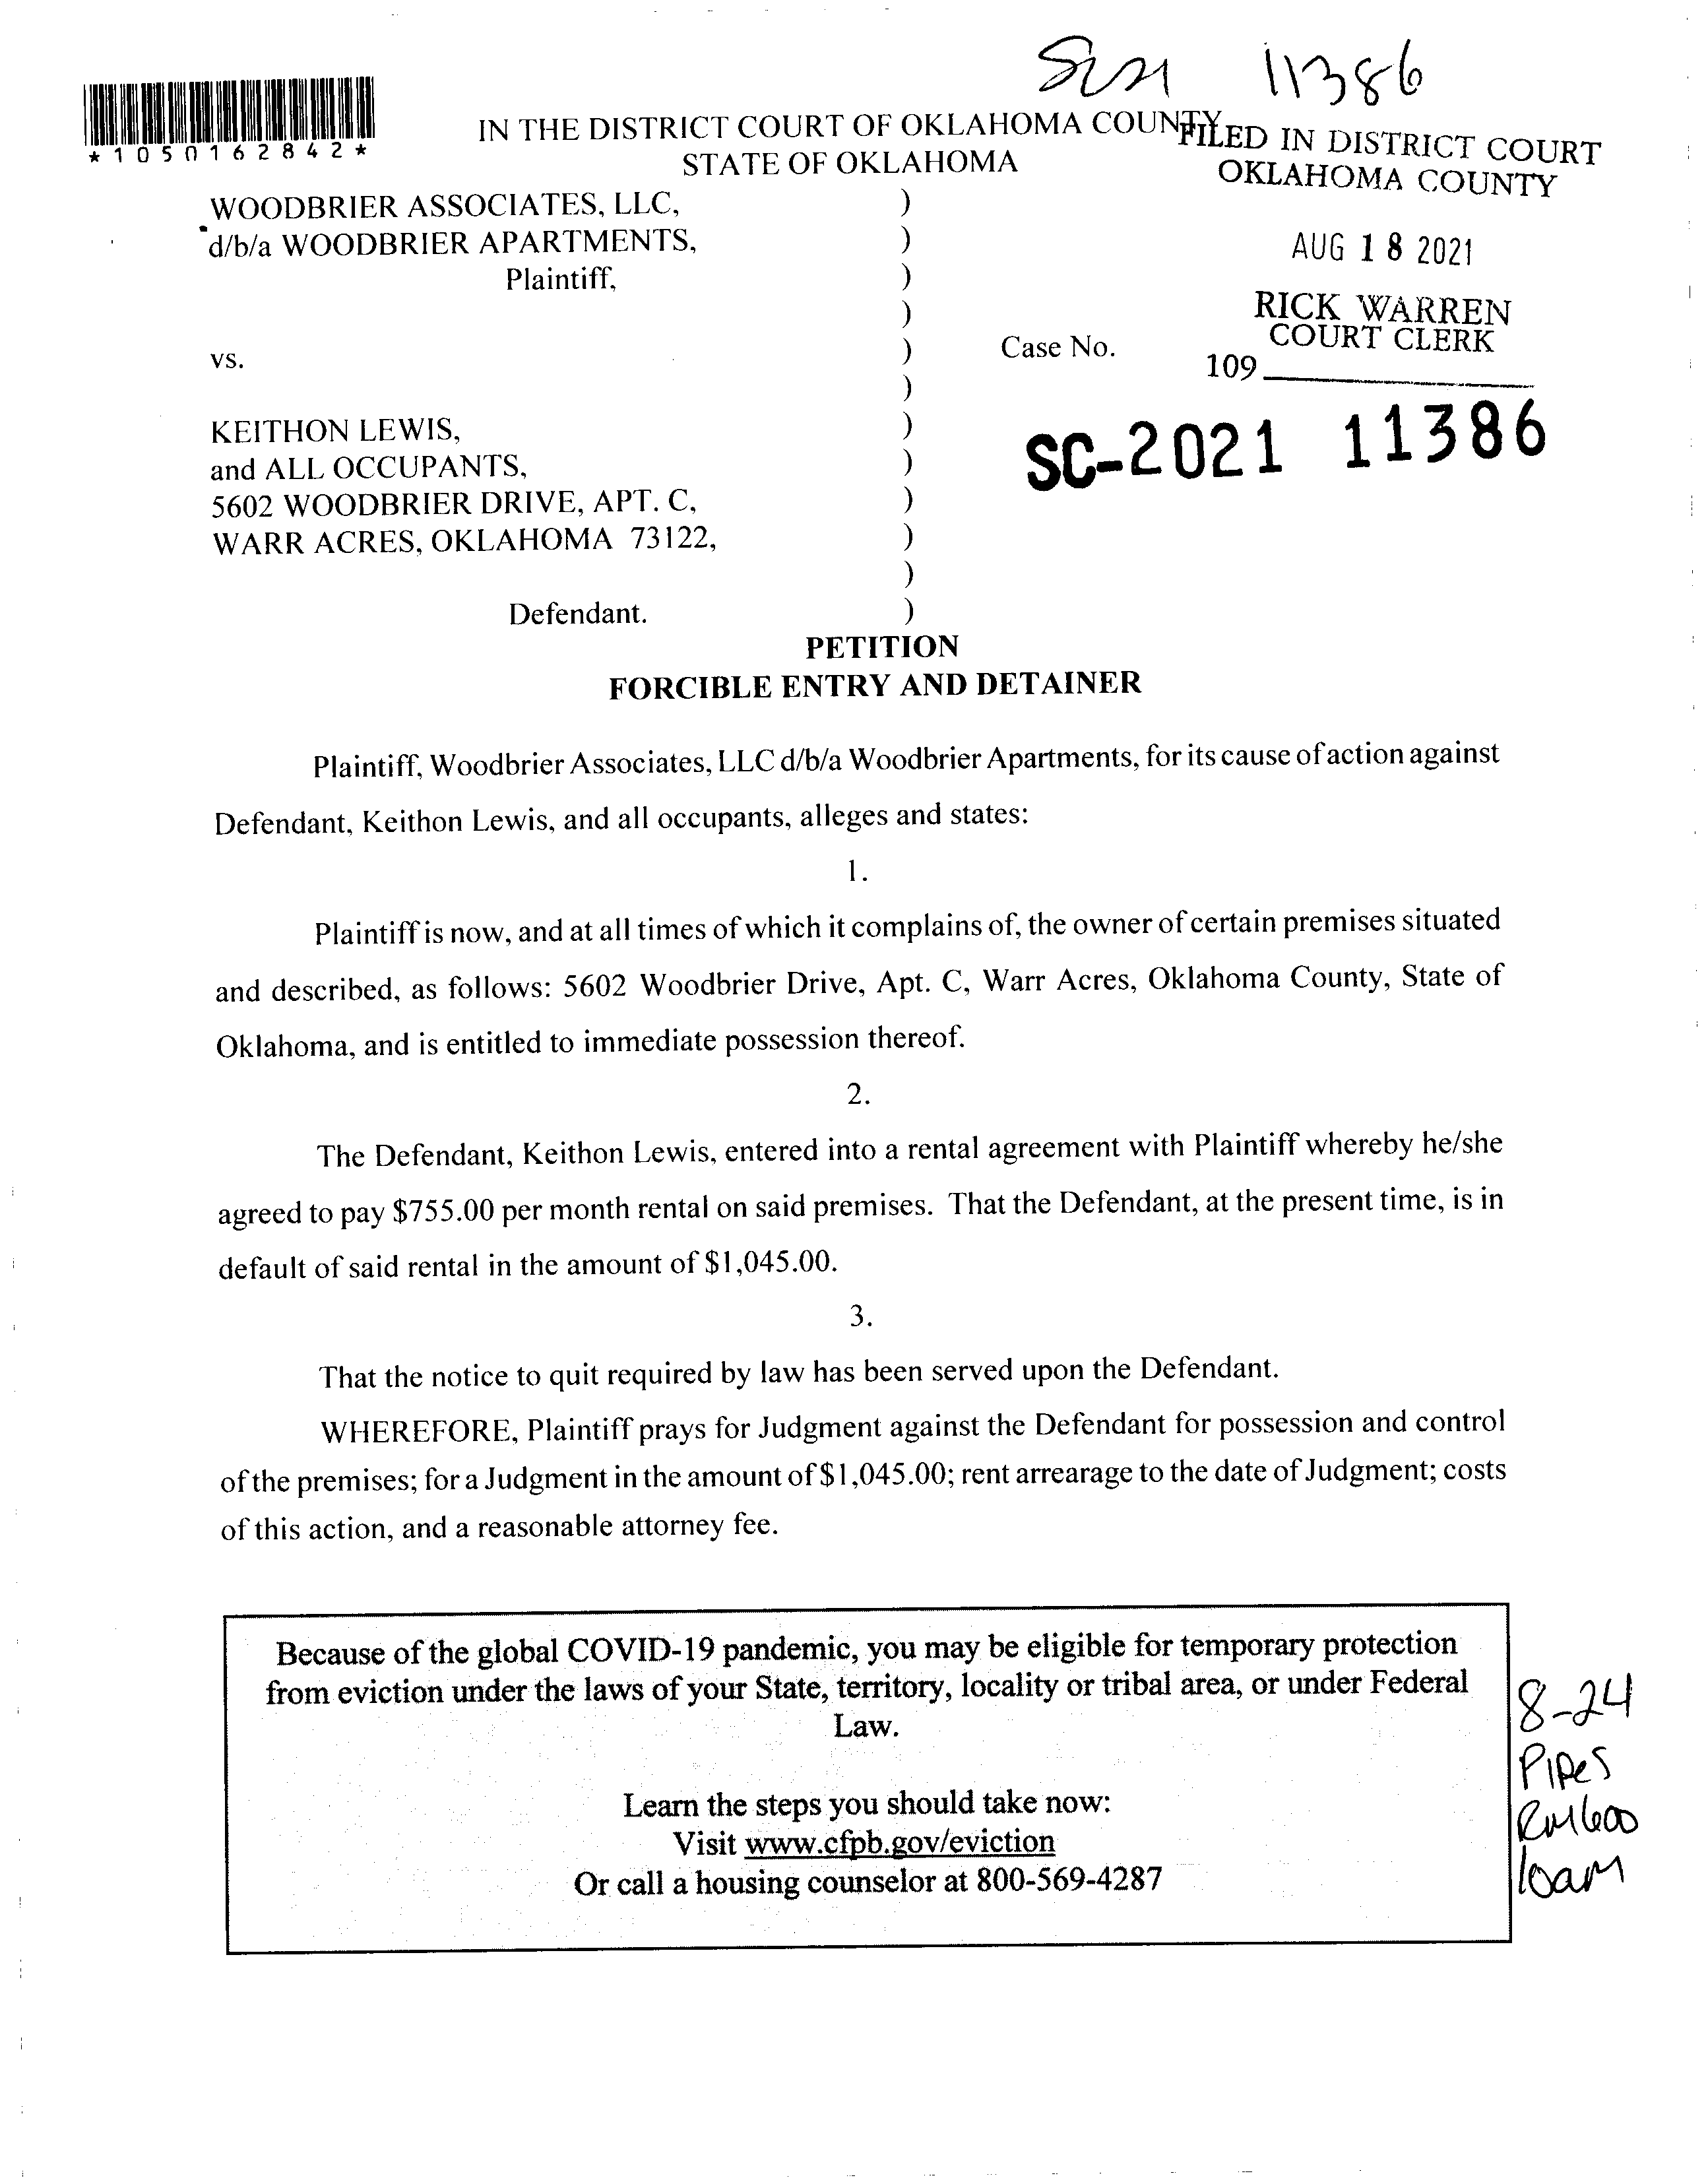 SC21 11386
*1050162842*
IN THE DISTRICT COURT OF OKLAHOMA COUNTY
STATE OF OKLAHOMA
FILED IN DISTRICT COURT
OKLAHOMA COUNTY
AUG 18 2021
RICK WARREN
COURT CLERK
109
WOODBRIER ASSOCIATES, LLC, )
d/b/a WOODBRIER APARTMENTS, )
Plaintiff, )
)
vs. ) Case No.
)
SC-2021 11386
KEITHON LEWIS, )
and ALL OCCUPANTS, )
5602 WOODBRIER DRIVE, APT. C, )
WARR ACRES, OKLAHOMA 73122, )
)
Defendant. )
PETITION
FORCIBLE ENTRY AND DETAINER
Plaintiff, Woodbrier Associates, LLC d/b/a Woodbrier Apartments, for its cause of action against
Defendant, Keithon Lewis, and all occupants, alleges and states:
1.
Plaintiff is now, and at all times of which it complains of, the owner of certain premises situated
and described, as follows: 5602 Woodbrier Drive, Apt. C, Warr Acres, Oklahoma County, State of
Oklahoma, and is entitled to immediate possession thereof.
2.
The Defendant, Keithon Lewis, entered into a rental agreement with Plaintiff whereby he/she
agreed to pay $755.00 per month rental on said premises. That the Defendant, at the present time, is in
default of said rental in the amount of $1,045.00.
3.
That the notice to quit required by law has been served upon the Defendant.
WHEREFORE, Plaintiff prays for Judgment against the Defendant for possession and control
of the premises; for a Judgment in the amount of $1,045.00; rent arrearage to the date of Judgment; costs
of this action, and a reasonable attorney fee.
Because of the global COVID-19 pandemic, you may be eligible for temporary protection
from eviction under the laws of your State, territory, locality or tribal area, or under Federal
Law.
Learn the steps you should take now:
Visit www.cfpb.gov/eviction
Or call a housing counselor at 800-569-4287
8-24
Pipes
Rm600
10am